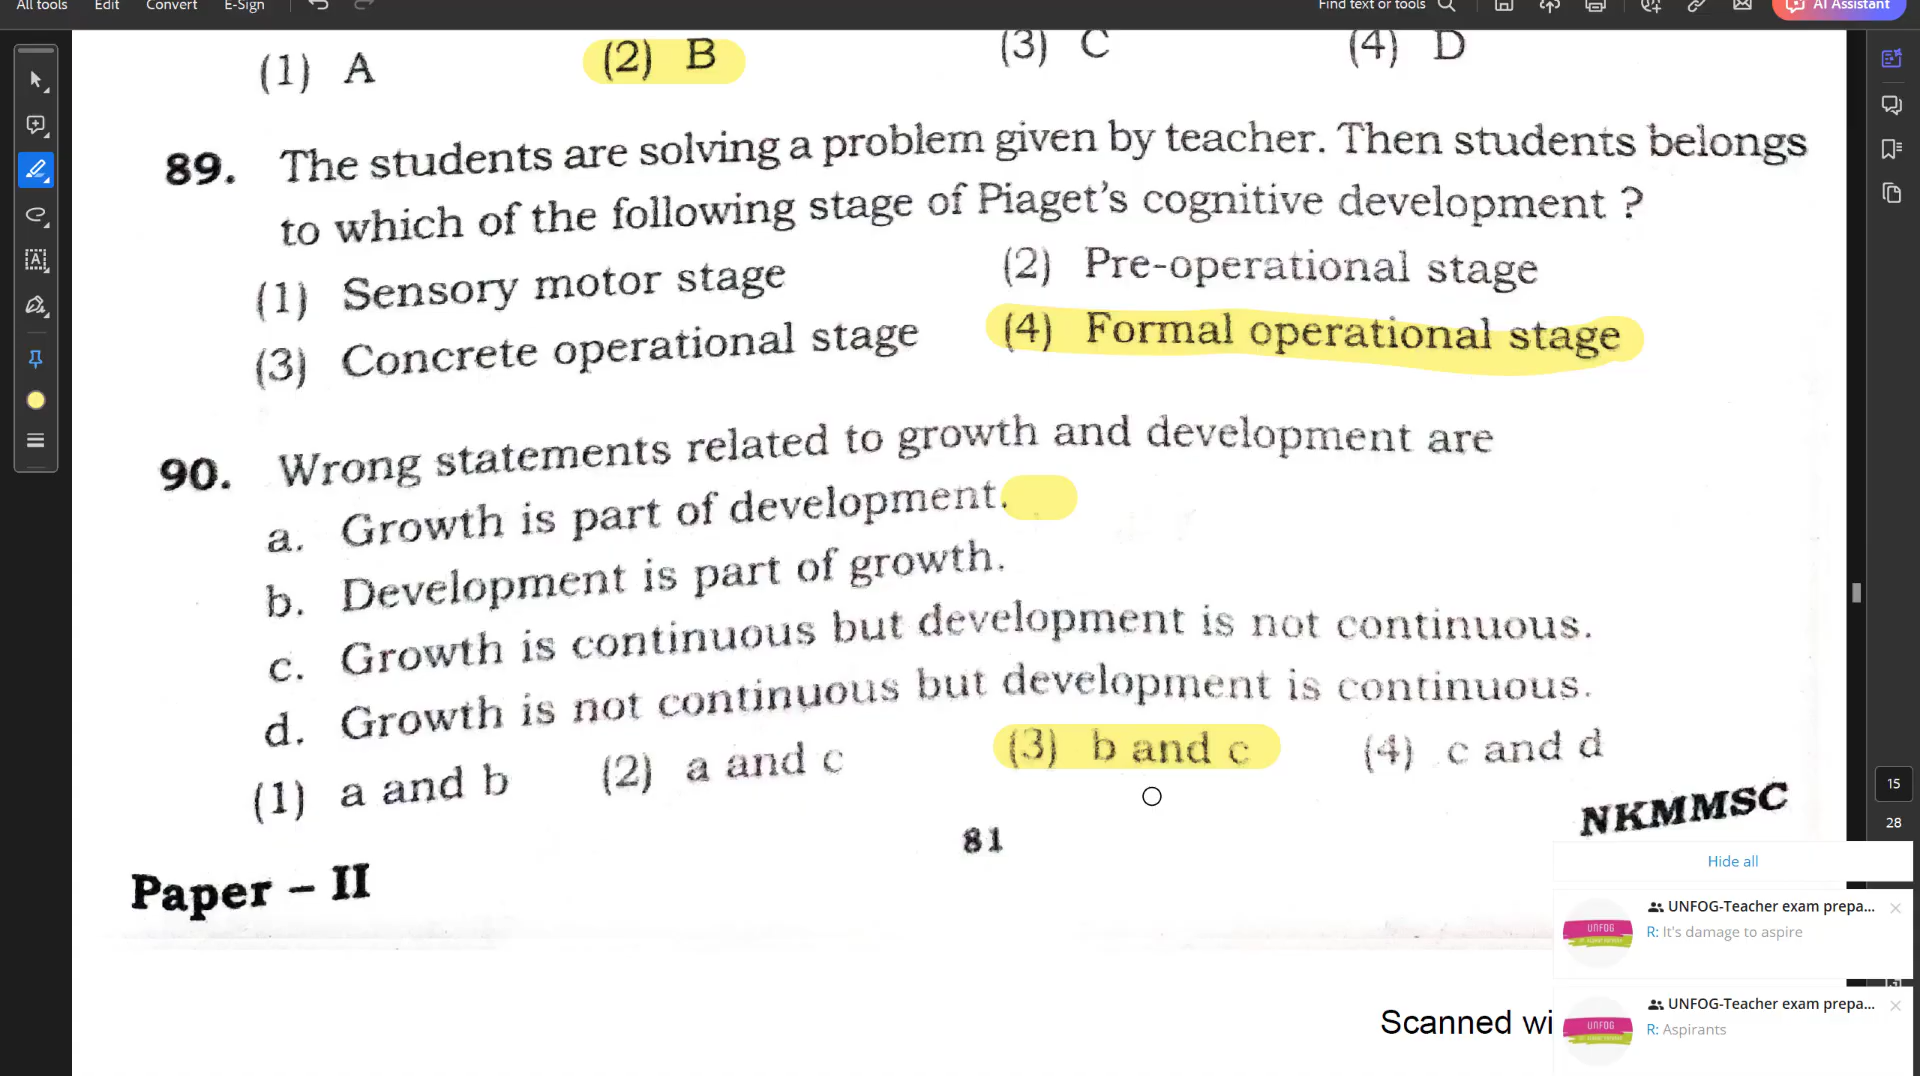 All tools Edit Convert E-Sign Find text or tools AI Assistant
(1) A (2) B (3) C (4) D
89. The students are solving a problem given by teacher. Then students belongs
to which of the following stage of Piaget's cognitive development ?
(1) Sensory motor stage (2) Pre-operational stage
(3) Concrete operational stage (4) Formal operational stage
90. Wrong statements related to growth and development are
a. Growth is part of development.
b. Development is part of growth.
c. Growth is continuous but development is not continuous.
d. Growth is not continuous but development is continuous.
(1) a and b (2) a and c (3) b and c (4) c and d
81 NKMMSC
Paper – II
15
28
Hide all
UNFOG-Teacher exam prepa...
UNFOG
R: It's damage to aspire
UNFOG-Teacher exam prepa...
UNFOG
R: Aspirants
Scanned wi